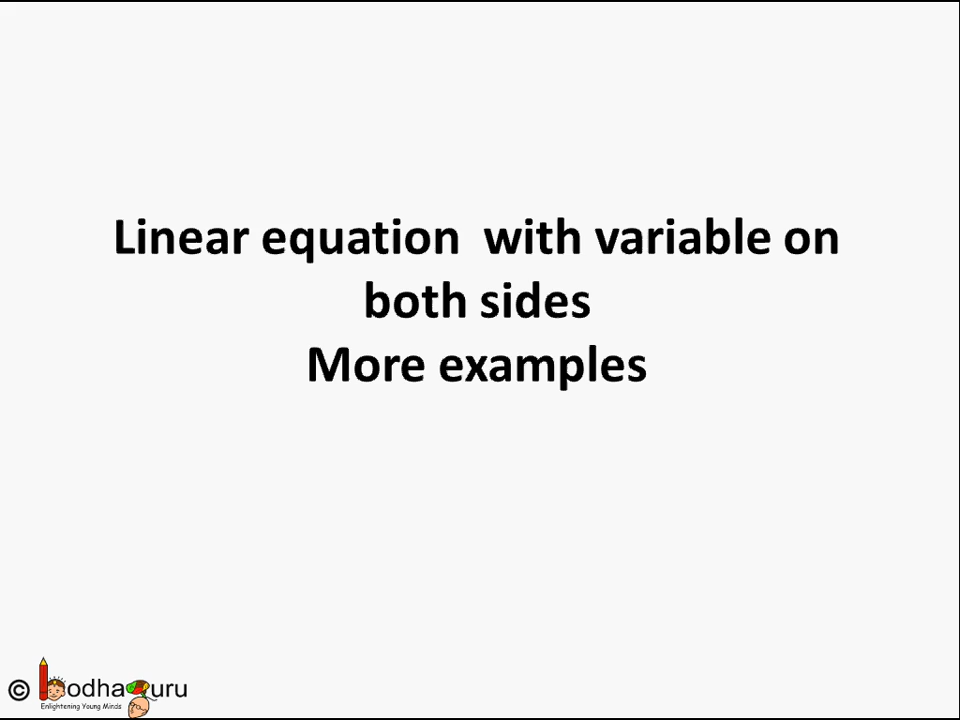 Linear equation with variable on
both sides
More examples
© BodhaGuru
Enlightening Young Minds